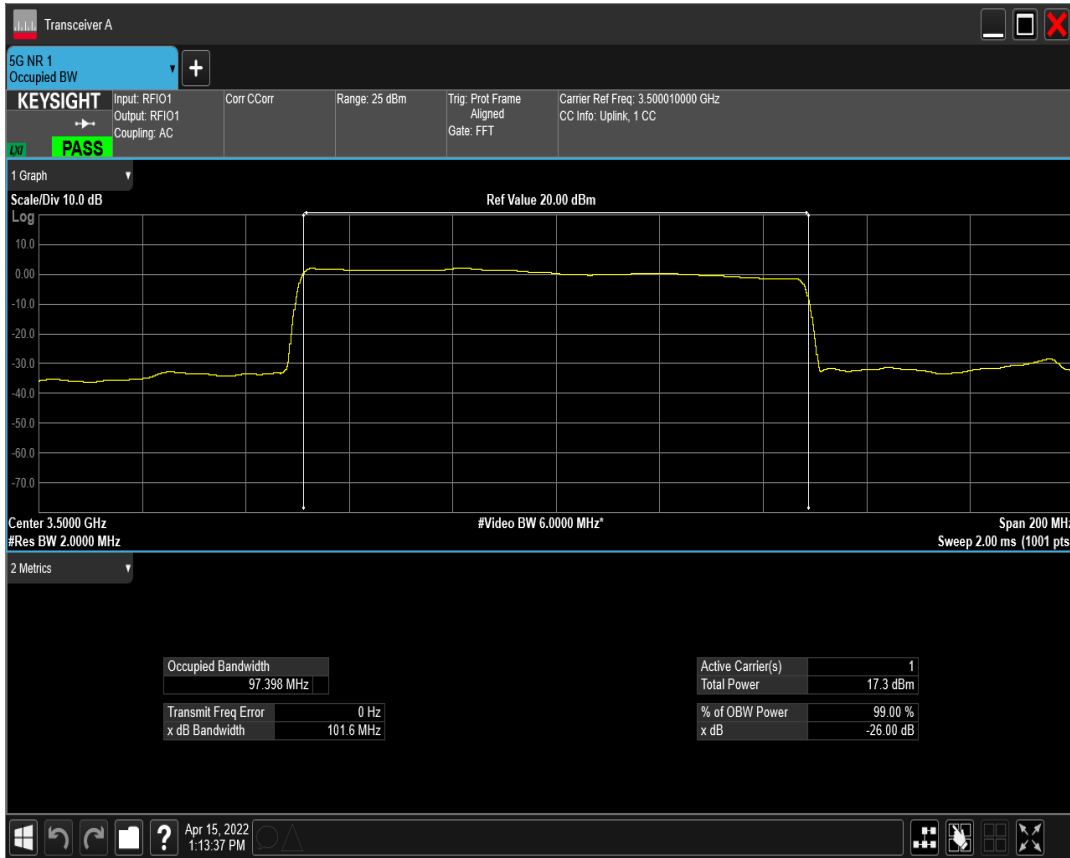 Transceiver A
5G NR 1
Occupied BW
KEYSIGHT
LXI
PASS
Input: RFIO1
Output: RFIO1
Coupling: AC
Corr CCorr
Range: 25 dBm
Trig: Prot Frame
Aligned
Gate: FFT
Carrier Ref Freq: 3.500010000 GHz
CC Info: Uplink, 1 CC
1 Graph
Scale/Div 10.0 dB
Ref Value 20.00 dBm
Log
10.0
0.00
-10.0
-20.0
-30.0
-40.0
-50.0
-60.0
-70.0
Center 3.5000 GHz
#Video BW 6.0000 MHz*
Span 200 MHz
#Res BW 2.0000 MHz
Sweep 2.00 ms (1001 pts
2 Metrics
Occupied Bandwidth
97.398 MHz
Transmit Freq Error 0 Hz
x dB Bandwidth 101.6 MHz
Active Carrier(s) 1
Total Power 17.3 dBm
% of OBW Power 99.00 %
x dB -26.00 dB
Apr 15, 2022
1:13:37 PM